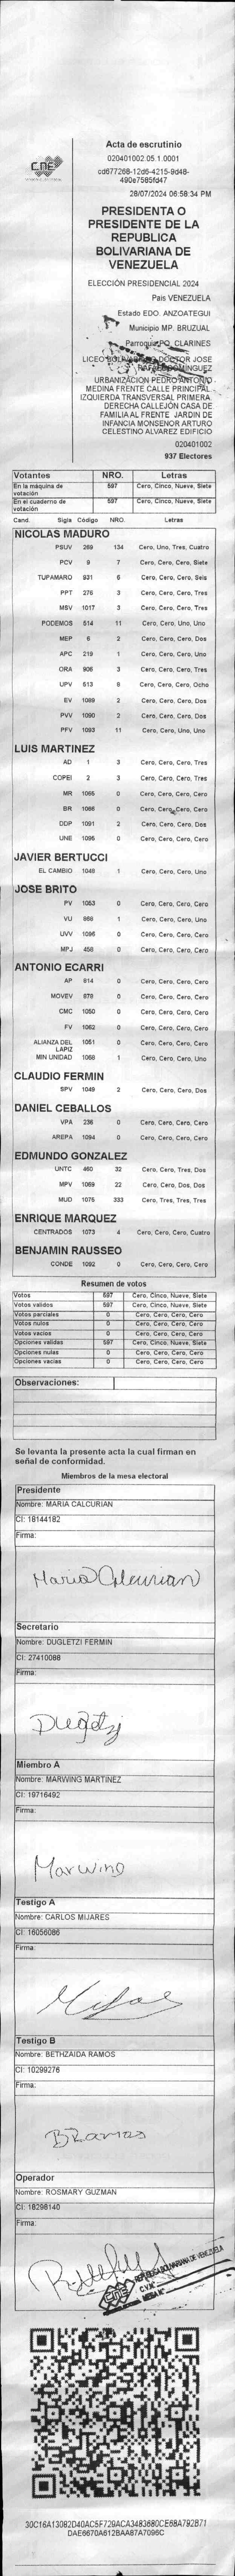 CNE
Acta de escrutinio
020401002.05.1.0001
cd677268-12d6-4215-9d48-
490e7585fd47
28/07/2024 06:58:34 PM
PRESIDENTA O
PRESIDENTE DE LA
REPUBLICA
BOLIVARIANA DE
VENEZUELA
ELECCIÓN PRESIDENCIAL 2024
Pais VENEZUELA
Estado EDO. ANZOATEGUI
Municipio MP. BRUZUAL
Parroquia PQ. CLARINES
LICEO BOLIVARIANO DOCTOR JOSE
RAFAEL DOMINGUEZ
URBANIZACIÓN PEDRO ANTONIO
MEDINA FRENTE CALLE PRINCIPAL.
IZQUIERDA TRANSVERSAL PRIMERA.
DERECHA CALLEJÓN CASA DE
FAMILIA AL FRENTE JARDIN DE
INFANCIA MONSENOR ARTURO
CELESTINO ALVAREZ EDIFICIO
020401002
937 Electores
Votantes NRO. Letras
En la máquina de votación 597 Cero, Cinco, Nueve, Siete
En el cuaderno de votación 597 Cero, Cinco, Nueve, Siete
Cand. Sigla Código NRO. Letras
NICOLAS MADURO
PSUV 269 134 Cero, Uno, Tres, Cuatro
PCV 9 7 Cero, Cero, Cero, Siete
TUPAMARO 931 6 Cero, Cero, Cero, Seis
PPT 276 3 Cero, Cero, Cero, Tres
MSV 1017 3 Cero, Cero, Cero, Tres
PODEMOS 514 11 Cero, Cero, Uno, Uno
MEP 6 2 Cero, Cero, Cero, Dos
APC 219 1 Cero, Cero, Cero, Uno
ORA 906 3 Cero, Cero, Cero, Tres
UPV 513 8 Cero, Cero, Cero, Ocho
EV 1089 2 Cero, Cero, Cero, Dos
PVV 1090 2 Cero, Cero, Cero, Dos
PFV 1093 11 Cero, Cero, Uno, Uno
LUIS MARTINEZ
AD 1 3 Cero, Cero, Cero, Tres
COPEI 2 3 Cero, Cero, Cero, Tres
MR 1065 0 Cero, Cero, Cero, Cero
BR 1066 0 Cero, Cero, Cero, Cero
DDP 1091 2 Cero, Cero, Cero, Dos
UNE 1096 0 Cero, Cero, Cero, Cero
JAVIER BERTUCCI
EL CAMBIO 1048 1 Cero, Cero, Cero, Uno
JOSE BRITO
PV 1053 0 Cero, Cero, Cero, Cero
VU 868 1 Cero, Cero, Cero, Uno
UVV 1095 0 Cero, Cero, Cero, Cero
MPJ 458 0 Cero, Cero, Cero, Cero
ANTONIO ECARRI
AP 814 0 Cero, Cero, Cero, Cero
MOVEV 878 0 Cero, Cero, Cero, Cero
CMC 1050 0 Cero, Cero, Cero, Cero
FV 1062 0 Cero, Cero, Cero, Cero
ALIANZA DEL LAPIZ 1051 0 Cero, Cero, Cero, Cero
MIN UNIDAD 1068 1 Cero, Cero, Cero, Uno
CLAUDIO FERMIN
SPV 1049 2 Cero, Cero, Cero, Dos
DANIEL CEBALLOS
VPA 236 0 Cero, Cero, Cero, Cero
AREPA 1094 0 Cero, Cero, Cero, Cero
EDMUNDO GONZALEZ
UNTC 460 32 Cero, Cero, Tres, Dos
MPV 1069 22 Cero, Cero, Dos, Dos
MUD 1075 333 Cero, Tres, Tres, Tres
ENRIQUE MARQUEZ
CENTRADOS 1073 4 Cero, Cero, Cero, Cuatro
BENJAMIN RAUSSEO
CONDE 1092 0 Cero, Cero, Cero, Cero
Resumen de votos
Votos 597 Cero, Cinco, Nueve, Siete
Votos validos 597 Cero, Cinco, Nueve, Siete
Votos parciales 0 Cero, Cero, Cero, Cero
Votos nulos 0 Cero, Cero, Cero, Cero
Votos vacios 0 Cero, Cero, Cero, Cero
Opciones validas 597 Cero, Cinco, Nueve, Siete
Opciones nulas 0 Cero, Cero, Cero, Cero
Opciones vacias 0 Cero, Cero, Cero, Cero
Observaciones:
Se levanta la presente acta la cual firman en
señal de conformidad.
Miembros de la mesa electoral
Presidente
Nombre: MARIA CALCURIAN
CI: 18144182
Firma:
Maria Calcurian
Secretario
Nombre: DUGLETZI FERMIN
CI: 27410088
Firma:
Miembro A
Nombre: MARWING MARTINEZ
CI: 19716492
Firma:
Marwing
Testigo A
Nombre: CARLOS MIJARES
CI: 16056086
Firma:
Testigo B
Nombre: BETHZAIDA RAMOS
CI: 10299276
Firma:
BRamos
Operador
Nombre: ROSMARY GUZMAN
CI: 18298140
Firma:
REPUBLICA BOLIVARIANA DE VENEZUELA
CNE
30C16A13082D40AC5F729ACA3483680CE68A792B71
DAE6670A612BAA87A7096C